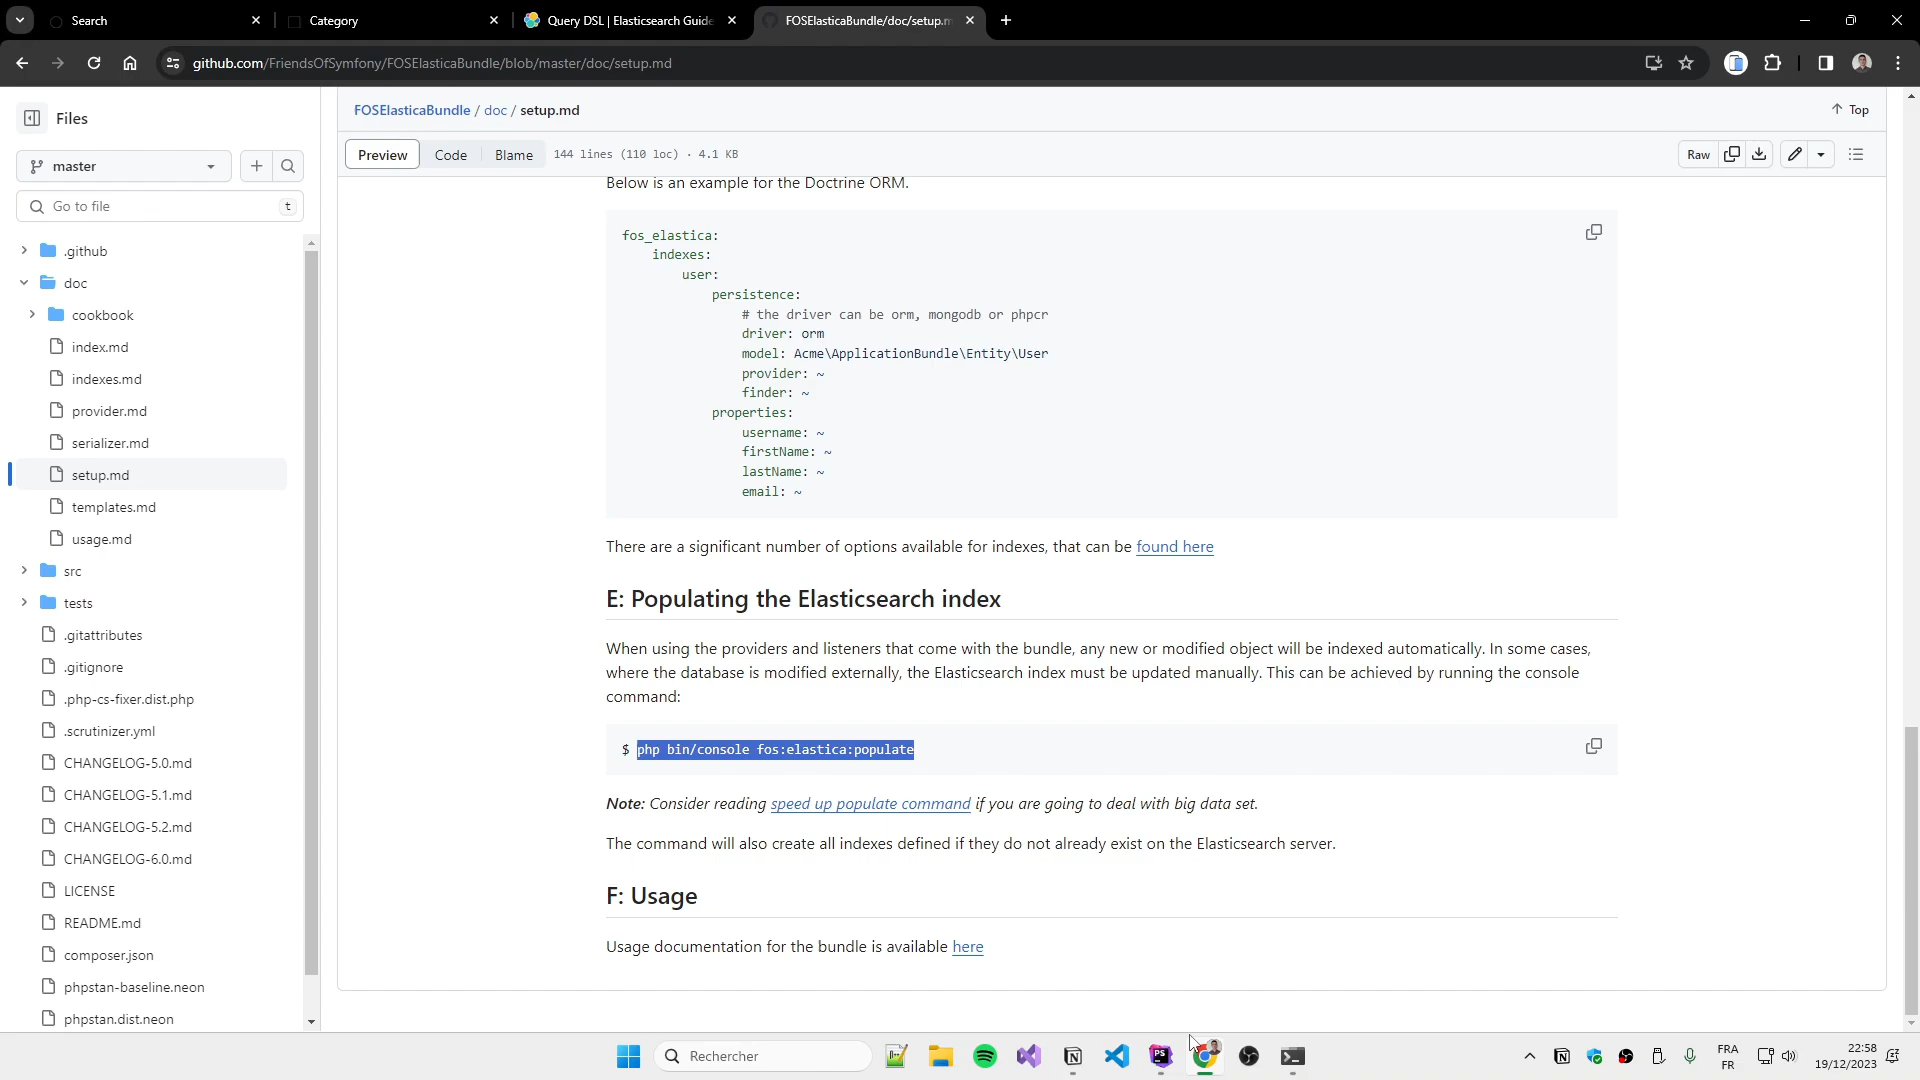 Search
Category
Query DSL | Elasticsearch Guide
FOSElasticaBundle/doc/setup.m
github.com/FriendsOfSymfony/FOSElasticaBundle/blob/master/doc/setup.md
Files
FOSElasticaBundle / doc / setup.md
Top
master
Preview Code Blame 144 lines (110 loc) · 4.1 KB
Raw
Go to file
t
.github
doc
cookbook
index.md
indexes.md
provider.md
serializer.md
setup.md
templates.md
usage.md
src
tests
.gitattributes
.gitignore
.php-cs-fixer.dist.php
.scrutinizer.yml
CHANGELOG-5.0.md
CHANGELOG-5.1.md
CHANGELOG-5.2.md
CHANGELOG-6.0.md
LICENSE
README.md
composer.json
phpstan-baseline.neon
phpstan.dist.neon
Below is an example for the Doctrine ORM.
fos_elastica:
indexes:
user:
persistence:
# the driver can be orm, mongodb or phpcr
driver: orm
model: Acme\ApplicationBundle\Entity\User
provider: ~
finder: ~
properties:
username: ~
firstName: ~
lastName: ~
email: ~
There are a significant number of options available for indexes, that can be found here
E: Populating the Elasticsearch index
When using the providers and listeners that come with the bundle, any new or modified object will be indexed automatically. In some cases,
where the database is modified externally, the Elasticsearch index must be updated manually. This can be achieved by running the console
command:
$ php bin/console fos:elastica:populate
Note: Consider reading speed up populate command if you are going to deal with big data set.
The command will also create all indexes defined if they do not already exist on the Elasticsearch server.
F: Usage
Usage documentation for the bundle is available here
Rechercher
PS
FRA
FR
22:58
19/12/2023